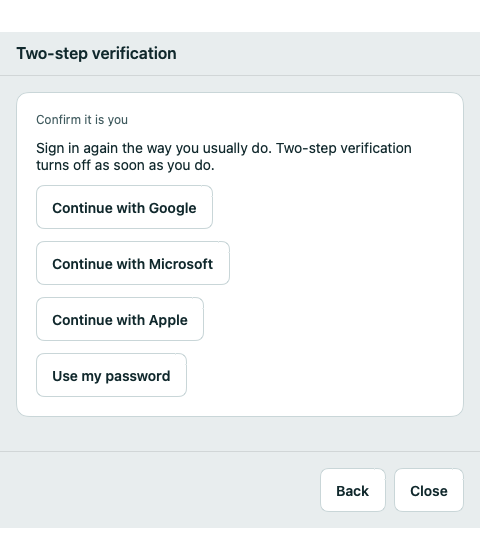 Two-step verification
Confirm it is you
Sign in again the way you usually do. Two-step verification
turns off as soon as you do.
Continue with Google
Continue with Microsoft
Continue with Apple
Use my password
Back
Close